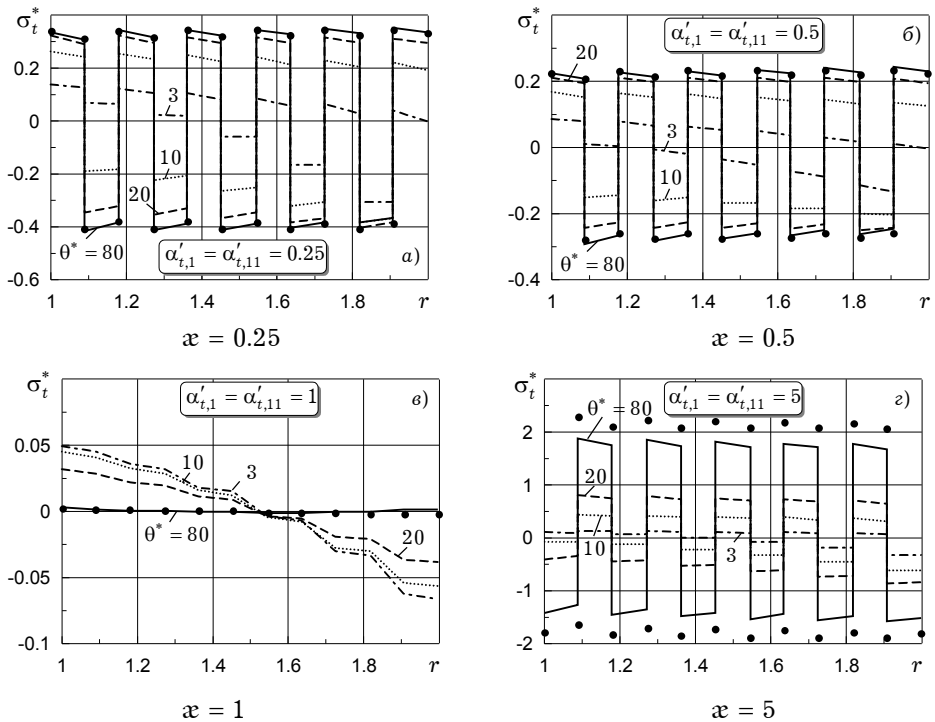 σ*ₜ
α′ₜ,₁ = α′ₜ,₁₁ = 0.25
0.2
0
-0.2
-0.4
-0.6
3
10
20
θ* = 80
а)
1 1.2 1.4 1.6 1.8 r
æ = 0.25
σ*ₜ
α′ₜ,₁ = α′ₜ,₁₁ = 0.5
б)
0.2
0
-0.2
-0.4
20
3
10
θ* = 80
1 1.2 1.4 1.6 1.8 r
æ = 0.5
σ*ₜ
α′ₜ,₁ = α′ₜ,₁₁ = 1
в)
0.05
0
-0.05
-0.1
10
3
θ* = 80
20
1 1.2 1.4 1.6 1.8 r
æ = 1
σ*ₜ
α′ₜ,₁ = α′ₜ,₁₁ = 5
г)
θ* = 80
2
1
0
-1
-2
20
10
3
1 1.2 1.4 1.6 1.8 r
æ = 5